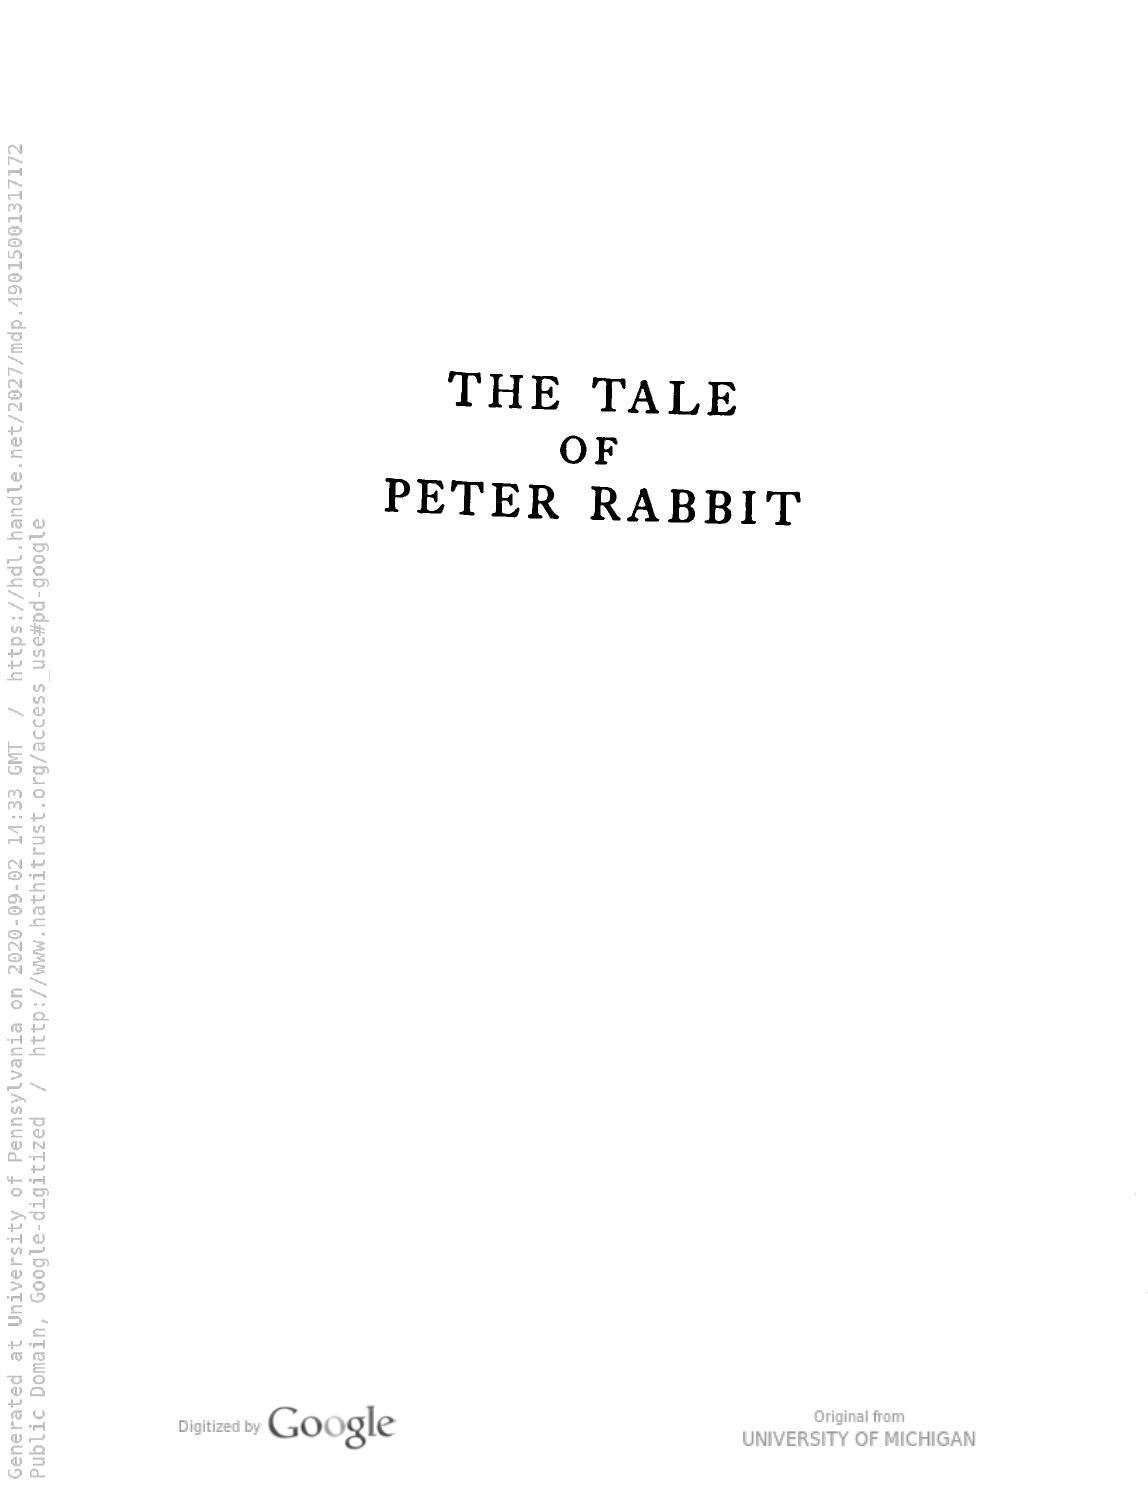 THE TALE
OF
PETER RABBIT
Generated at University of Pennsylvania on 2020-09-02 14:33 GMT / https://hdl.handle.net/2027/mdp.49015001317172
Public Domain, Google-digitized / http://www.hathitrust.org/access_use#pd-google
Digitized by Google
Original from
UNIVERSITY OF MICHIGAN